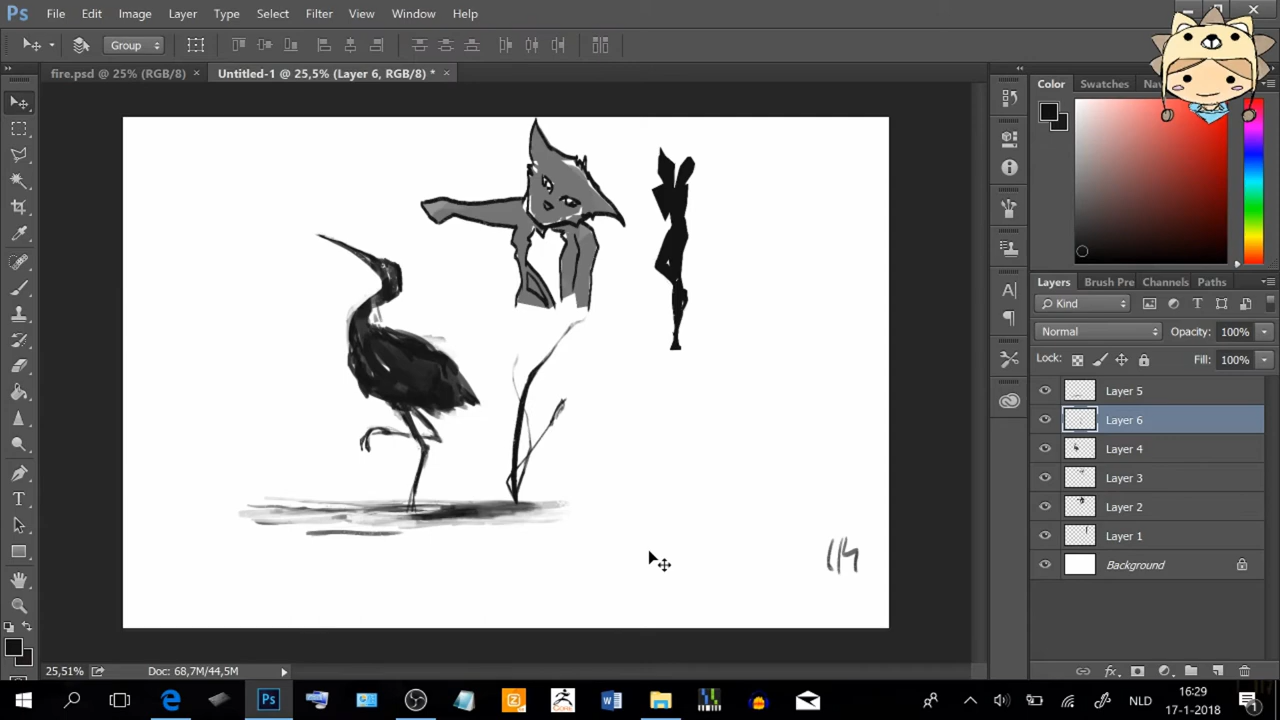 Ps File Edit Image Layer Type Select Filter View Window Help
Group
fire.psd @ 25% (RGB/8) × Untitled-1 @ 25,5% (Layer 6, RGB/8) * ×
Color Swatches
Layers Brush Pre Channels Paths
Kind
Normal Opacity: 100%
Lock: Fill: 100%
Layer 5
Layer 6
Layer 4
Layer 3
Layer 2
Layer 1
Background
25,51% Doc: 68,7M/44,5M
NLD 16:29
17-1-2018